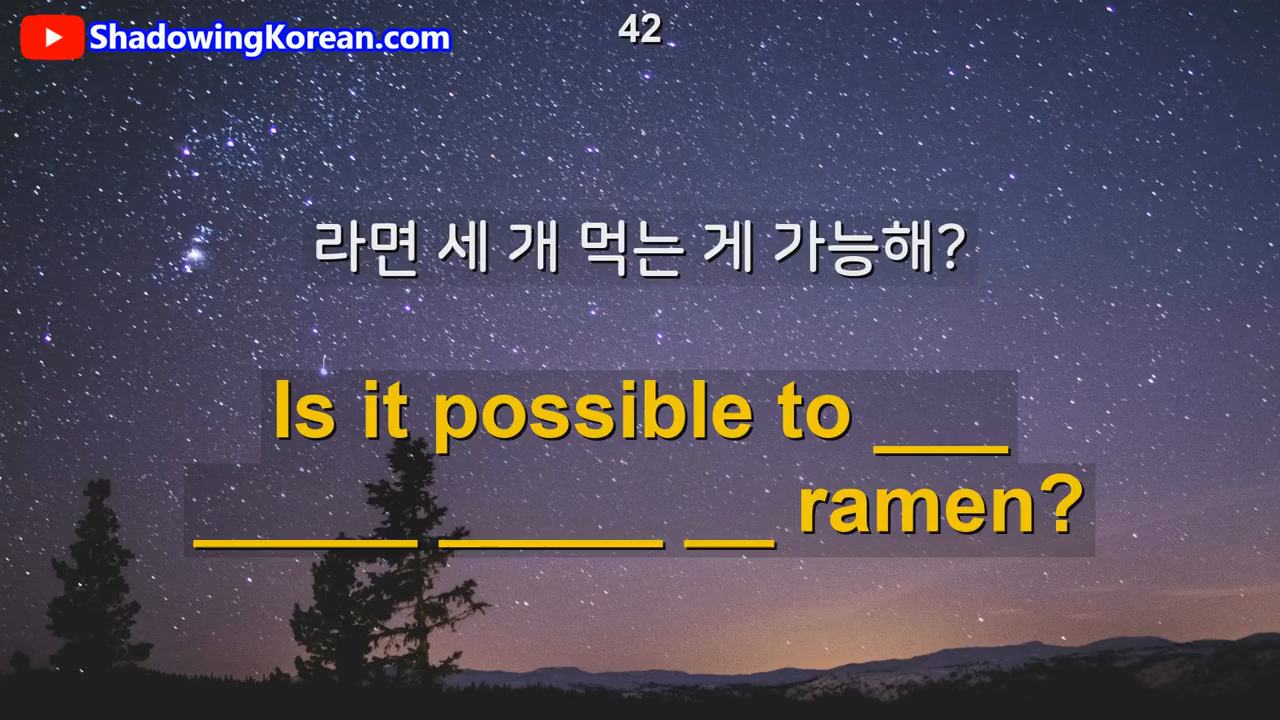 ShadowingKorean.com
42
라면 세 개 먹는 게 가능해?
Is it possible to ___
_____ _____ __ ramen?